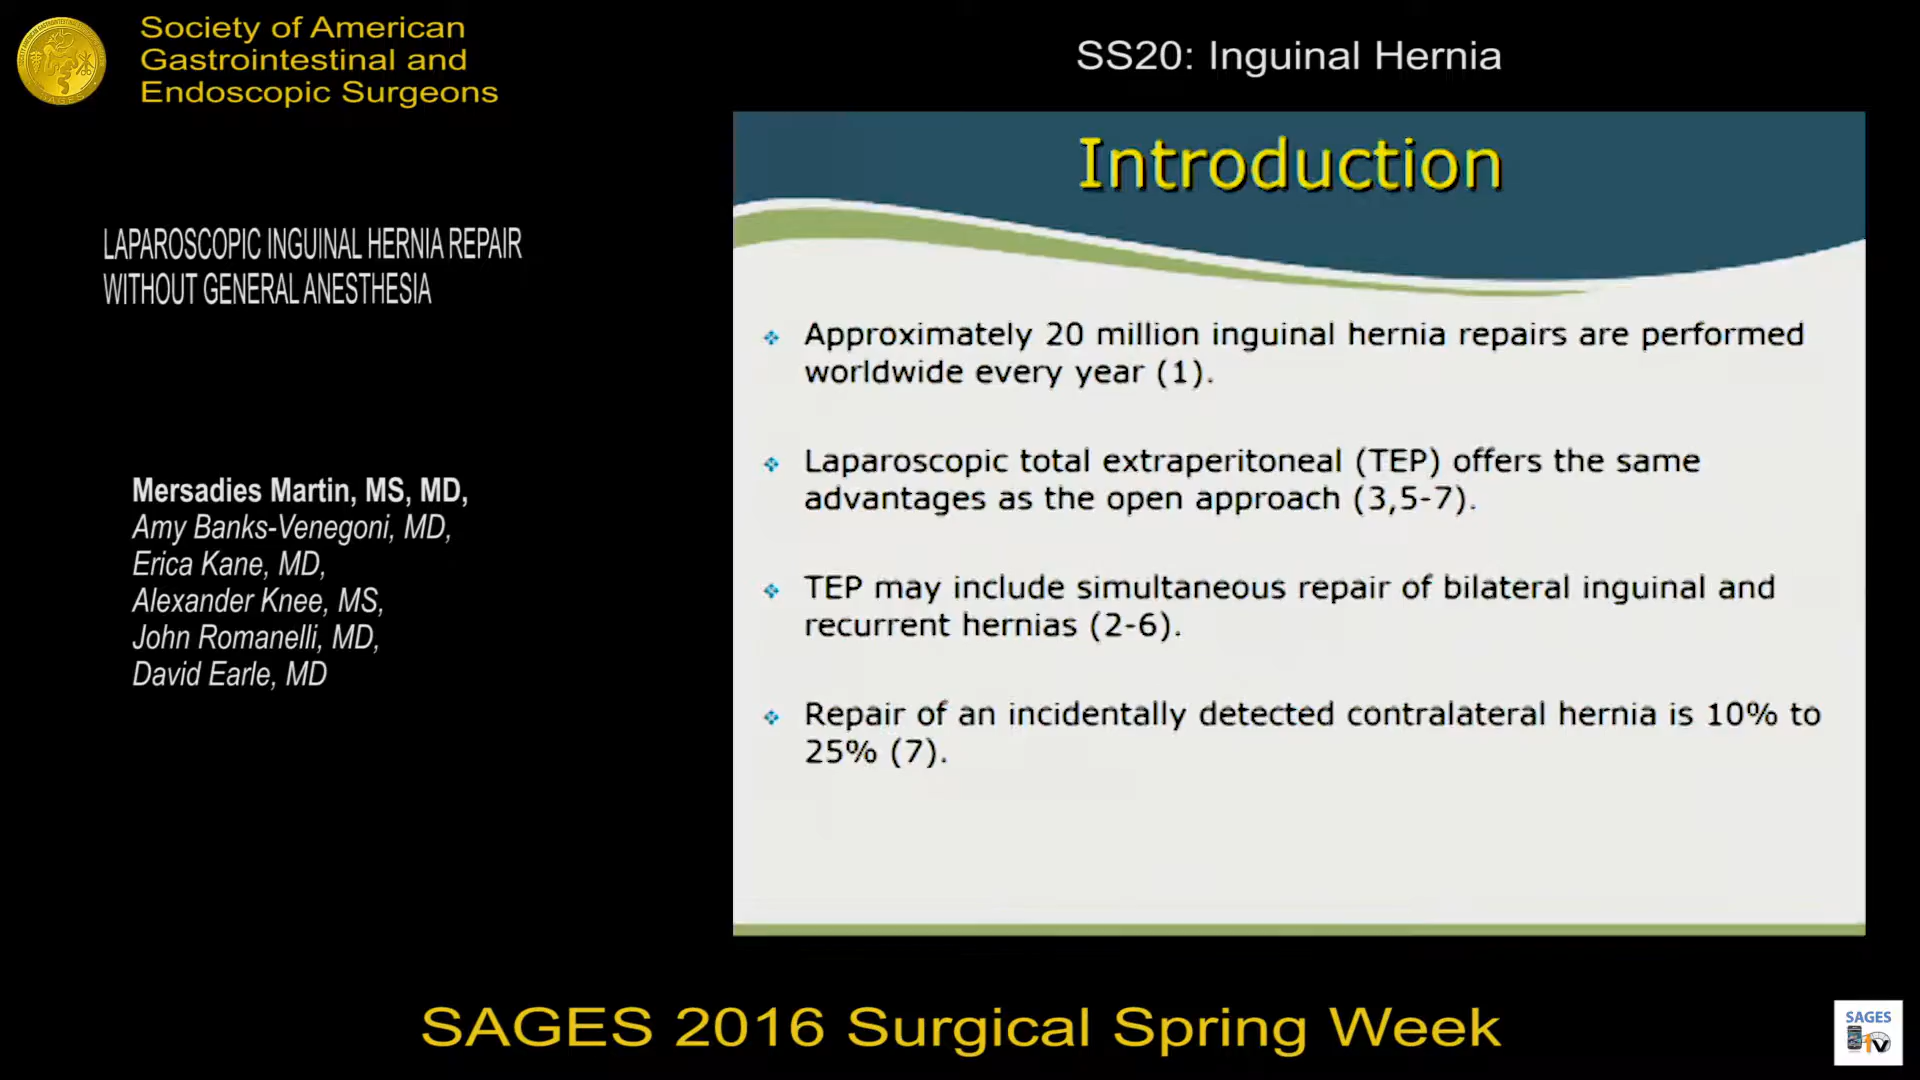 Society of American
Gastrointestinal and
Endoscopic Surgeons
SAGES
SS20: Inguinal Hernia
LAPAROSCOPIC INGUINAL HERNIA REPAIR
WITHOUT GENERAL ANESTHESIA
Mersadies Martin, MS, MD,
Amy Banks-Venegoni, MD,
Erica Kane, MD,
Alexander Knee, MS,
John Romanelli, MD,
David Earle, MD
Introduction
Approximately 20 million inguinal hernia repairs are performed
worldwide every year (1).
Laparoscopic total extraperitoneal (TEP) offers the same
advantages as the open approach (3,5-7).
TEP may include simultaneous repair of bilateral inguinal and
recurrent hernias (2-6).
Repair of an incidentally detected contralateral hernia is 10% to
25% (7).
SAGES 2016 Surgical Spring Week
SAGES
TV